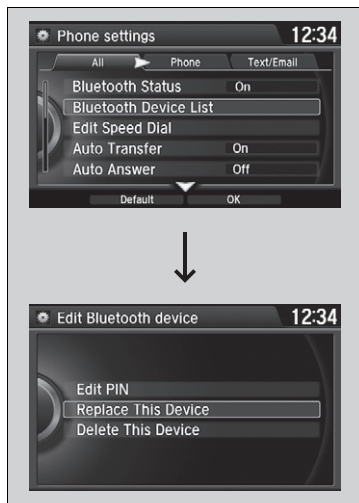 Phone settings 12:34
All Phone Text/Email
Bluetooth Status On
Bluetooth Device List
Edit Speed Dial
Auto Transfer On
Auto Answer Off
Default OK
Edit Bluetooth device 12:34
Edit PIN
Replace This Device
Delete This Device